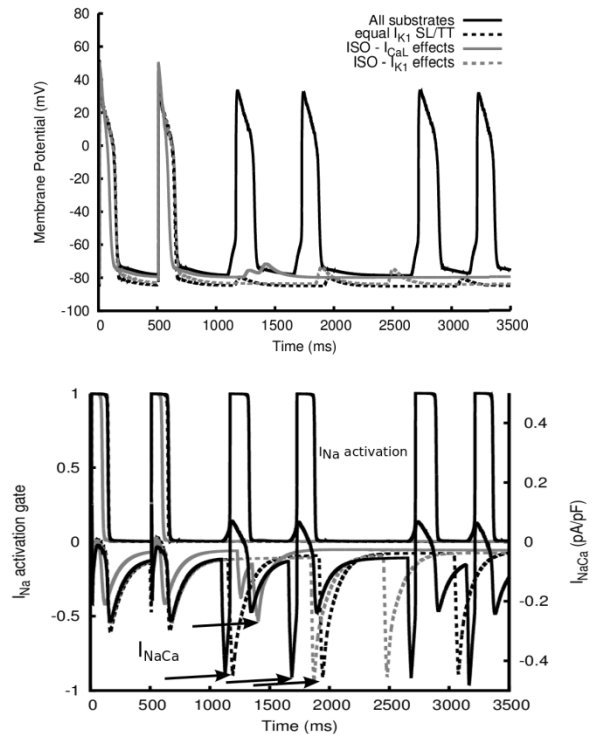 All substrates
equal IK1 SL/TT
ISO - ICaL effects
ISO - IK1 effects
Membrane Potential (mV)
80
60
40
20
0
-20
-40
-60
-80
-100
0 500 1000 1500 2000 2500 3000 3500
Time (ms)
INa activation gate
1
0.5
0
-0.5
-1
INa activation
INaCa
0.4
0.2
0
-0.2
-0.4
INaCa (pA/pF)
0 500 1000 1500 2000 2500 3000 3500
Time (ms)